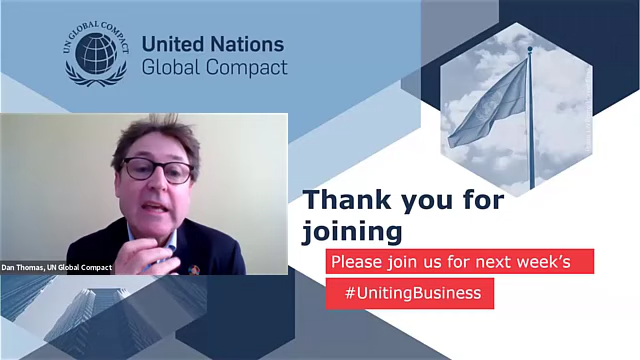 UN GLOBAL COMPACT
United Nations
Global Compact
Dan Thomas, UN Global Compact
Thank you for
joining
Please join us for next week's
#UnitingBusiness